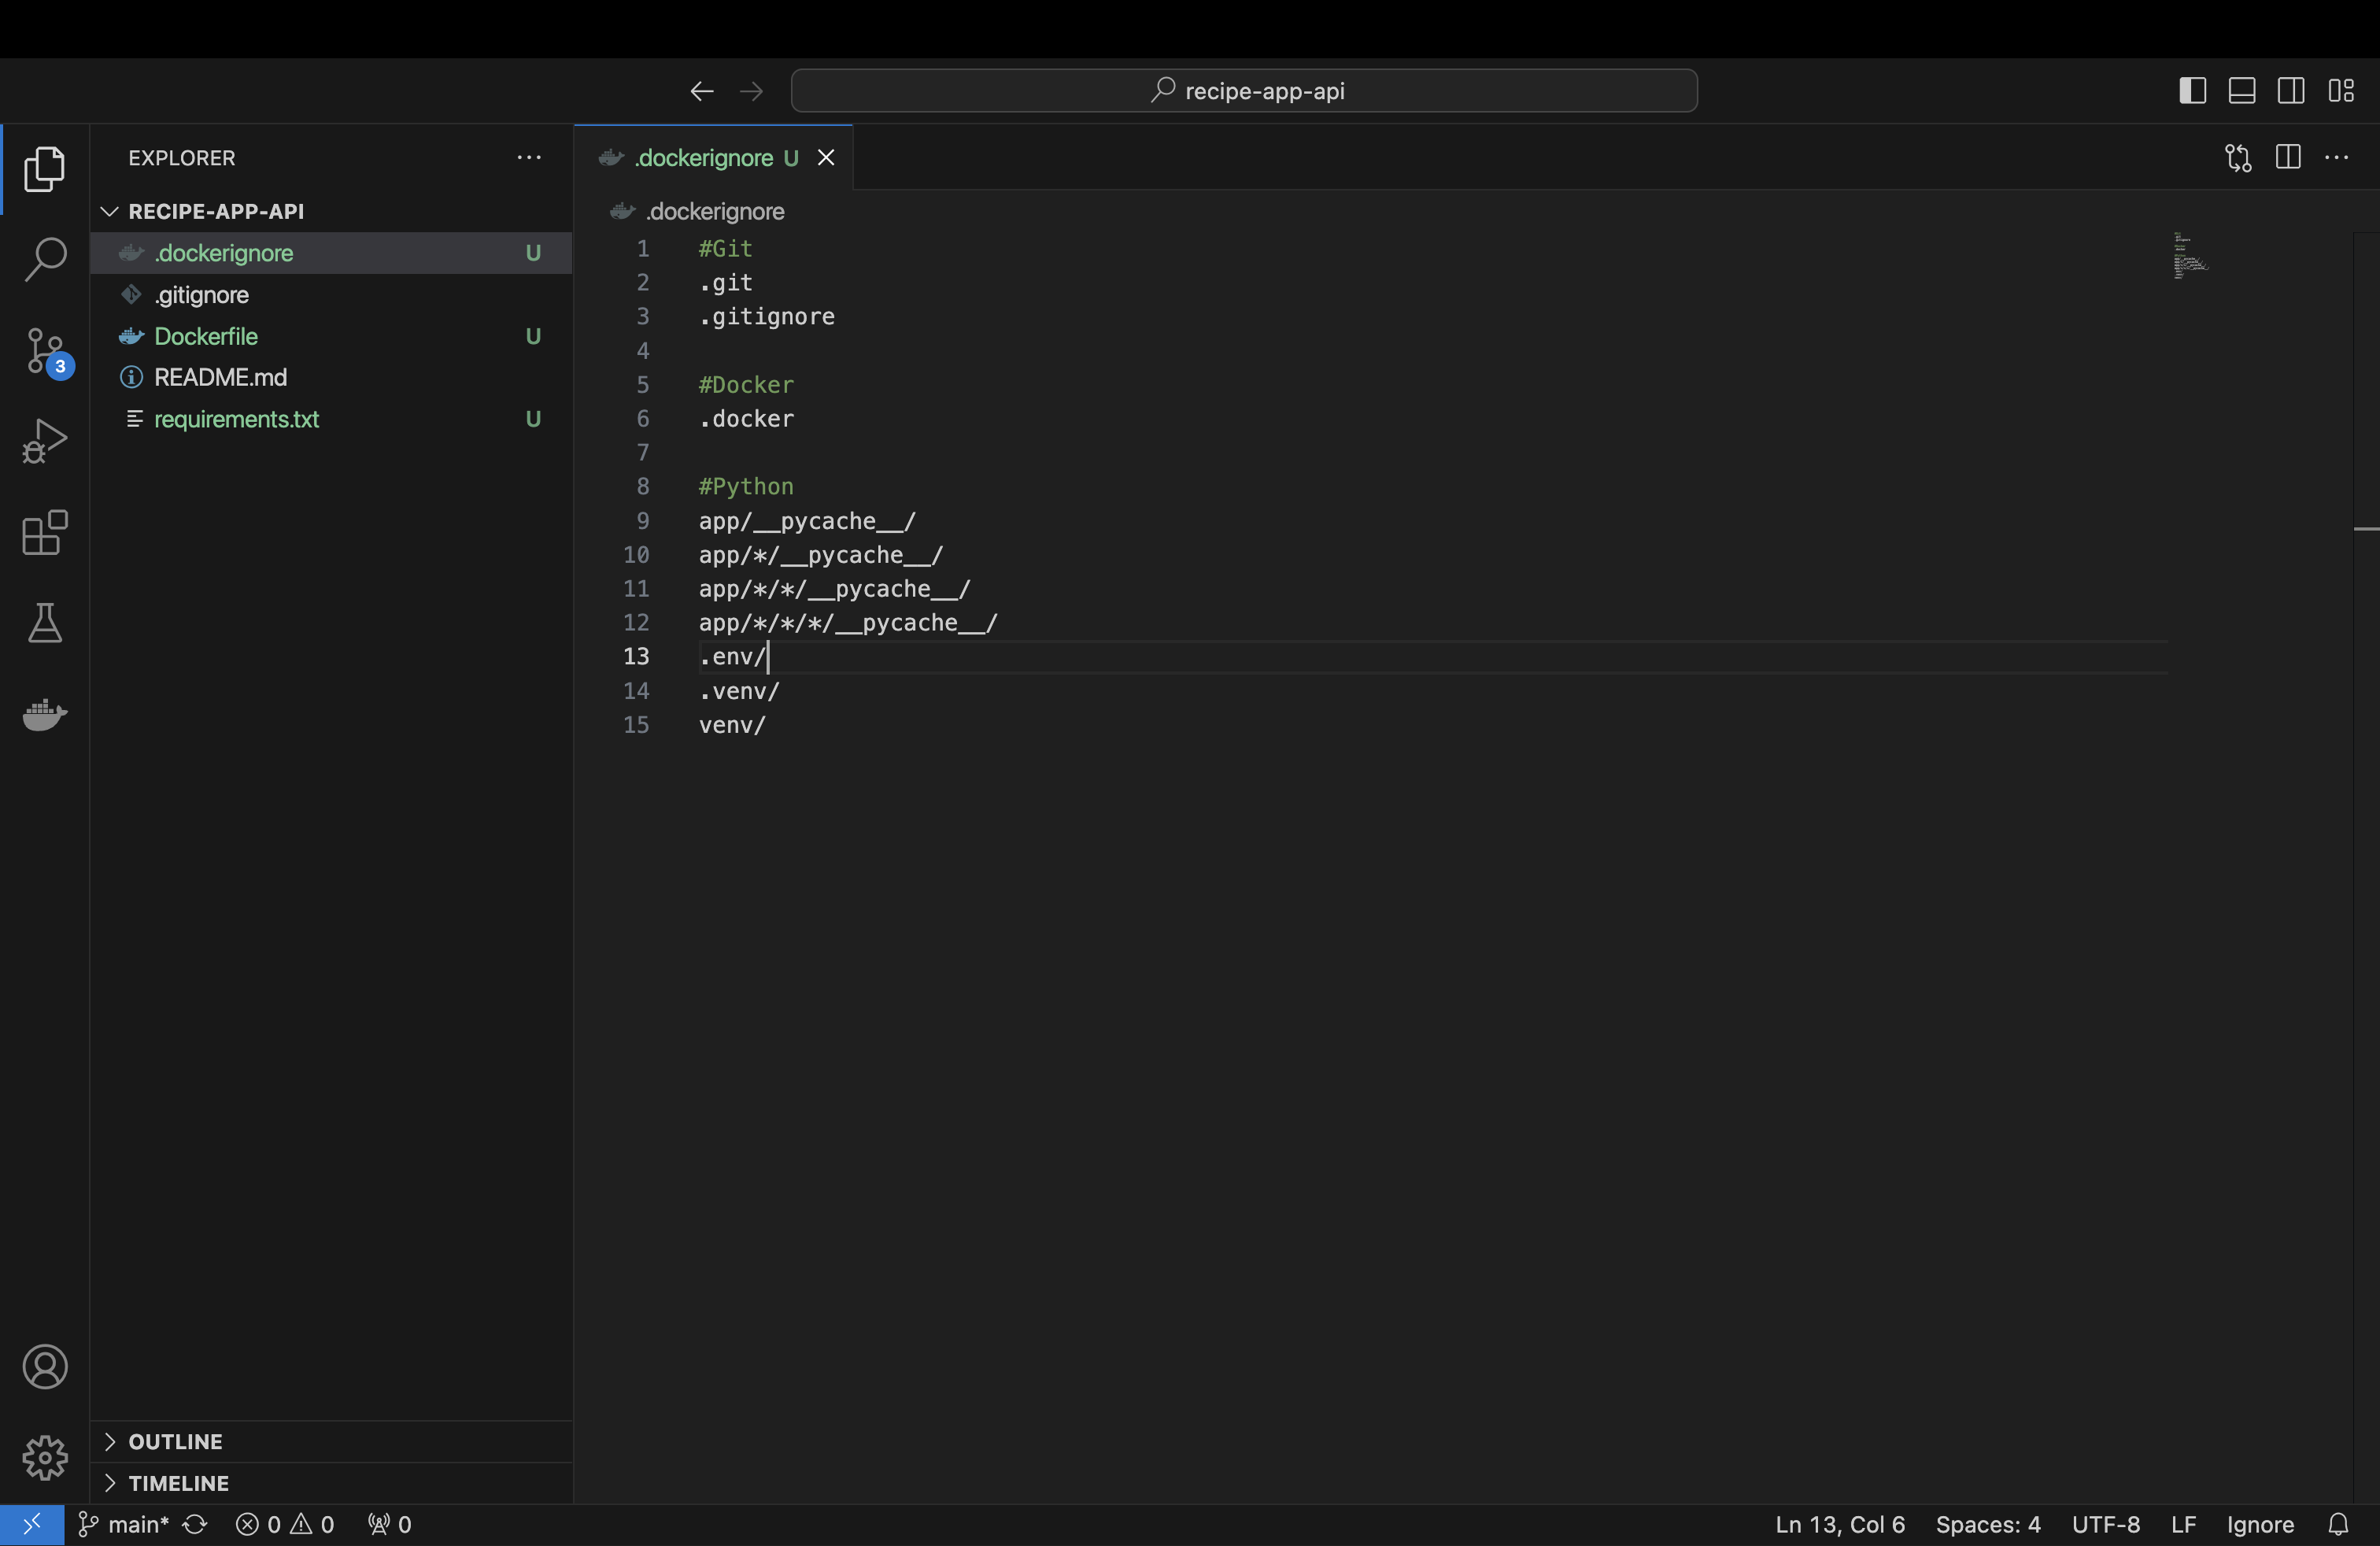 recipe-app-api
EXPLORER
RECIPE-APP-API
.dockerignore U
.gitignore
Dockerfile U
README.md
requirements.txt U
3
OUTLINE
TIMELINE
.dockerignore U
.dockerignore
1 #Git
2 .git
3 .gitignore
4
5 #Docker
6 .docker
7
8 #Python
9 app/__pycache__/
10 app/*/__pycache__/
11 app/*/*/__pycache__/
12 app/*/*/*/__pycache__/
13 .env/
14 .venv/
15 venv/
main* 0 0 0 Ln 13, Col 6 Spaces: 4 UTF-8 LF Ignore